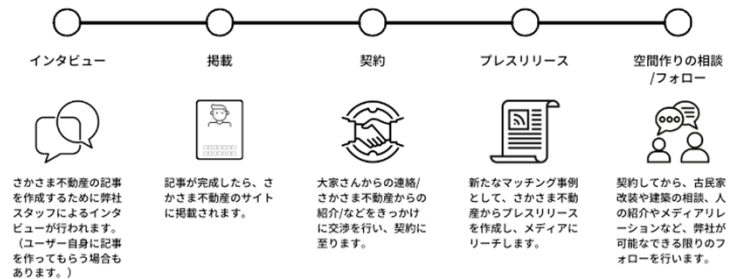 インタビュー
掲載
契約
プレスリリース
空間作りの相談
/フォロー
さかさま不動産の記事
を作成するために弊社
スタッフによるインタ
ビューが行われます。
（ユーザー自身に記事
を作ってもらう場合も
あります。）
記事が完成したら、さ
かさま不動産のサイト
に掲載されます。
大家さんからの連絡/
さかさま不動産からの
紹介/などをきっかけ
に交渉を行い、契約に
至ります。
新たなマッチング事例
として、さかさま不動
産からプレスリリース
を作成し、メディアに
リーチします。
契約してから、古民家
改装や建築の相談、人
の紹介やメディアリレ
ーションなど、弊社が
可能なできる限りのフ
ォローを行います。